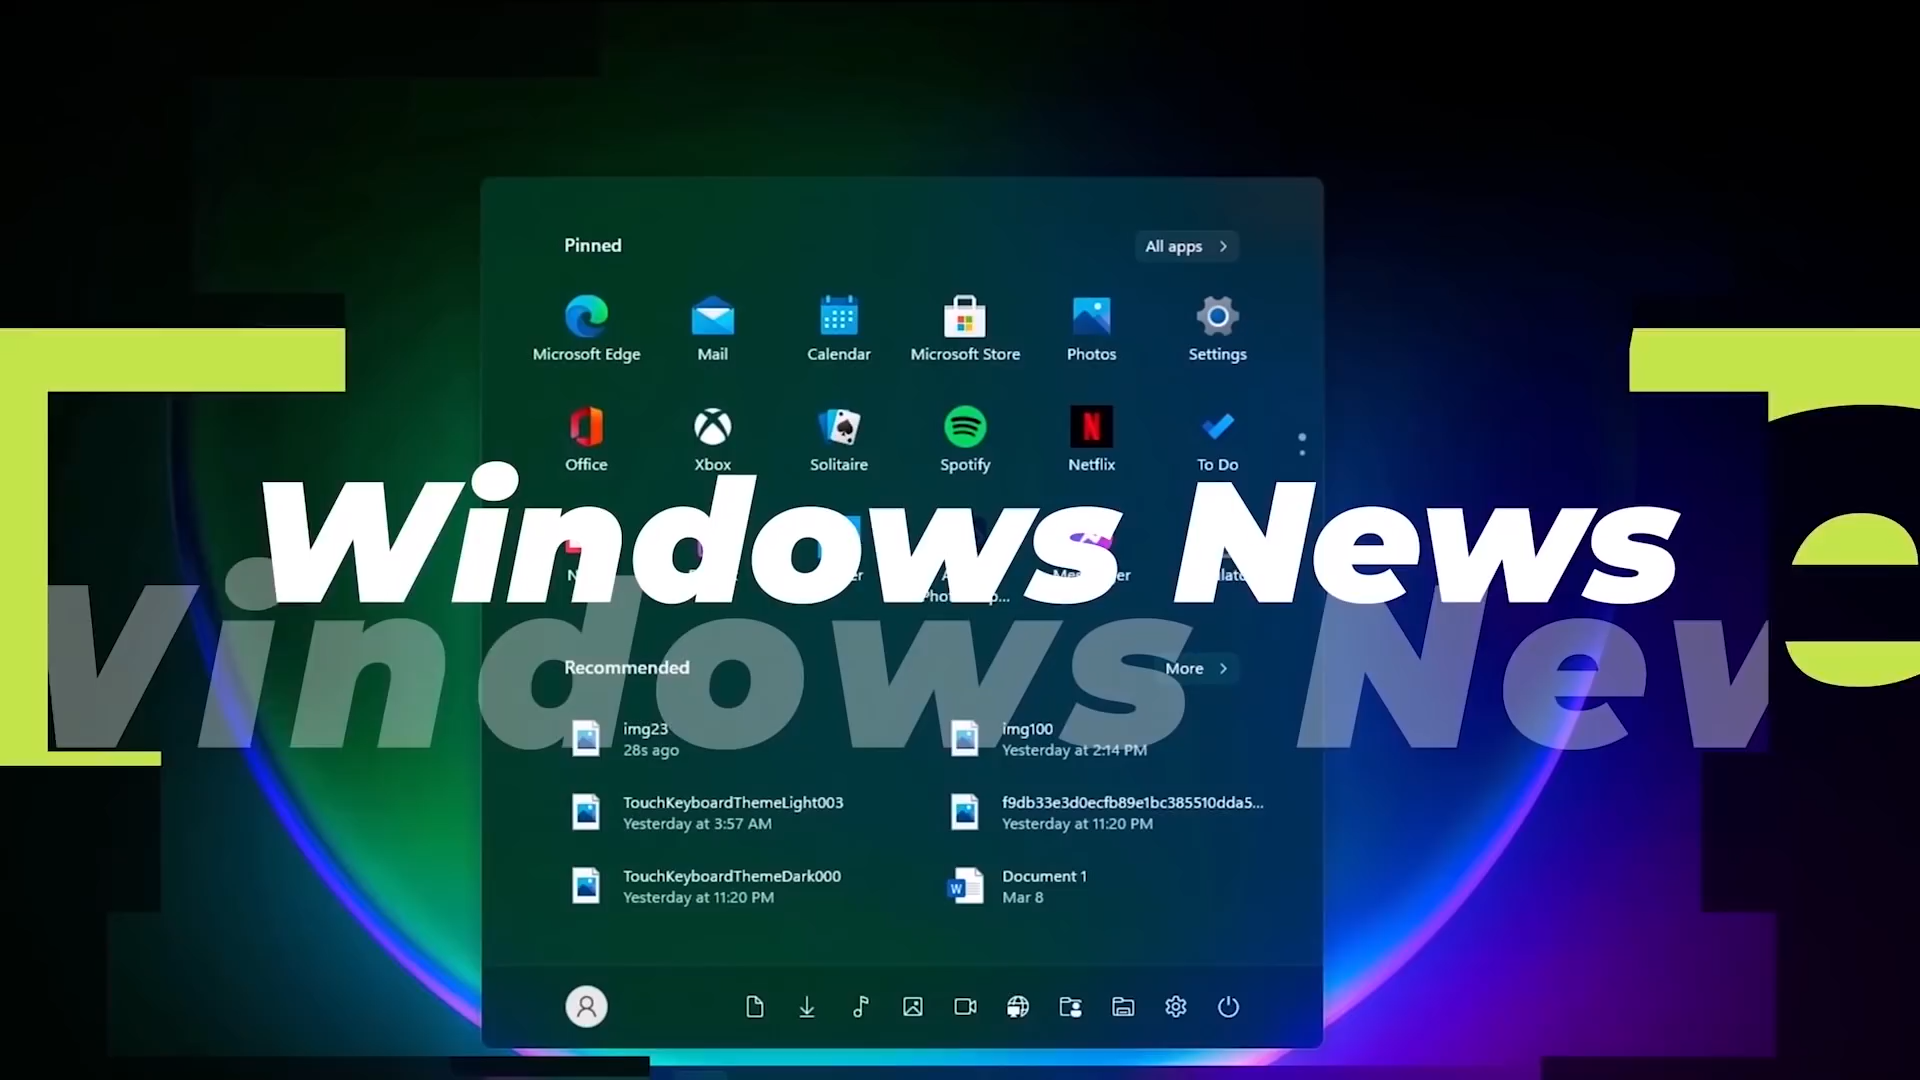 Pinned
All apps
Microsoft Edge
Mail
Calendar
Microsoft Store
Photos
Settings
Office
Xbox
Solitaire
Spotify
Netflix
To Do
Windows News
Windows New
Recommended
More
img23
28s ago
img100
Yesterday at 2:14 PM
TouchKeyboardThemeLight003
Yesterday at 3:57 AM
f9db33e3d0ecfb89e1bc385510dda5...
Yesterday at 11:20 PM
TouchKeyboardThemeDark000
Yesterday at 11:20 PM
Document 1
Mar 8